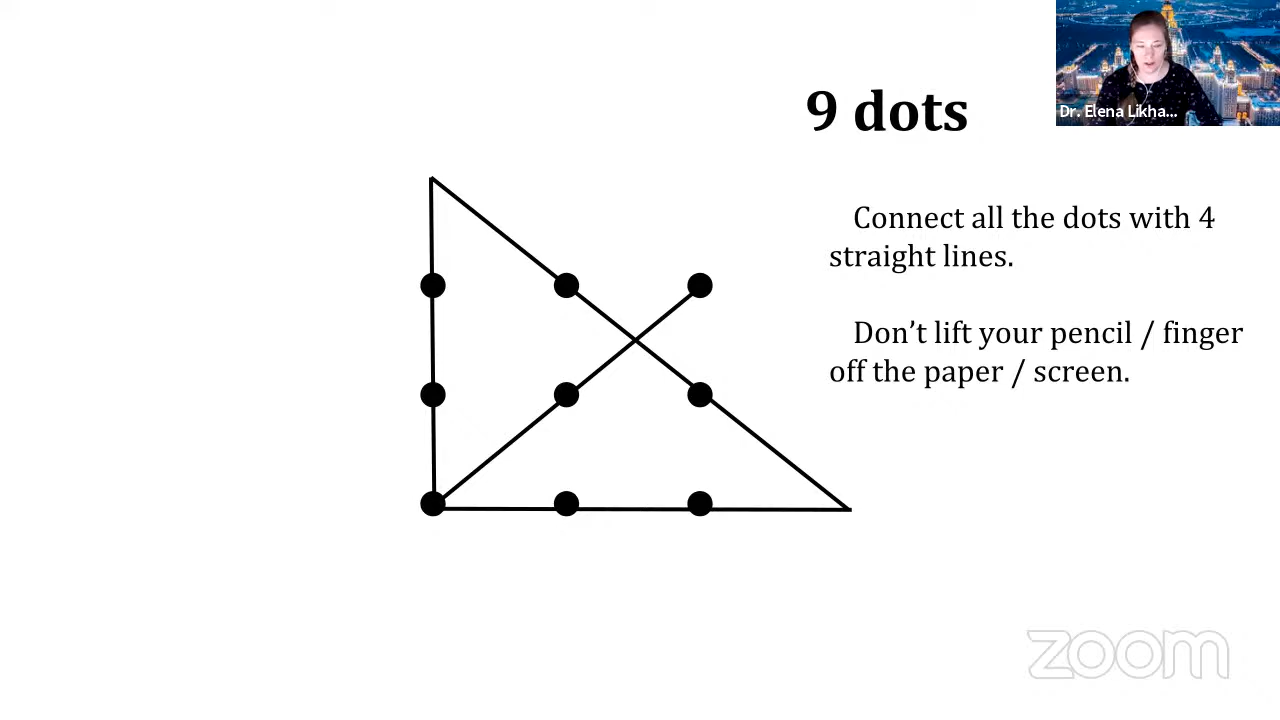 9 dots
Dr. Elena Likha...
Connect all the dots with 4
straight lines.
Don’t lift your pencil / finger
off the paper / screen.
zoom